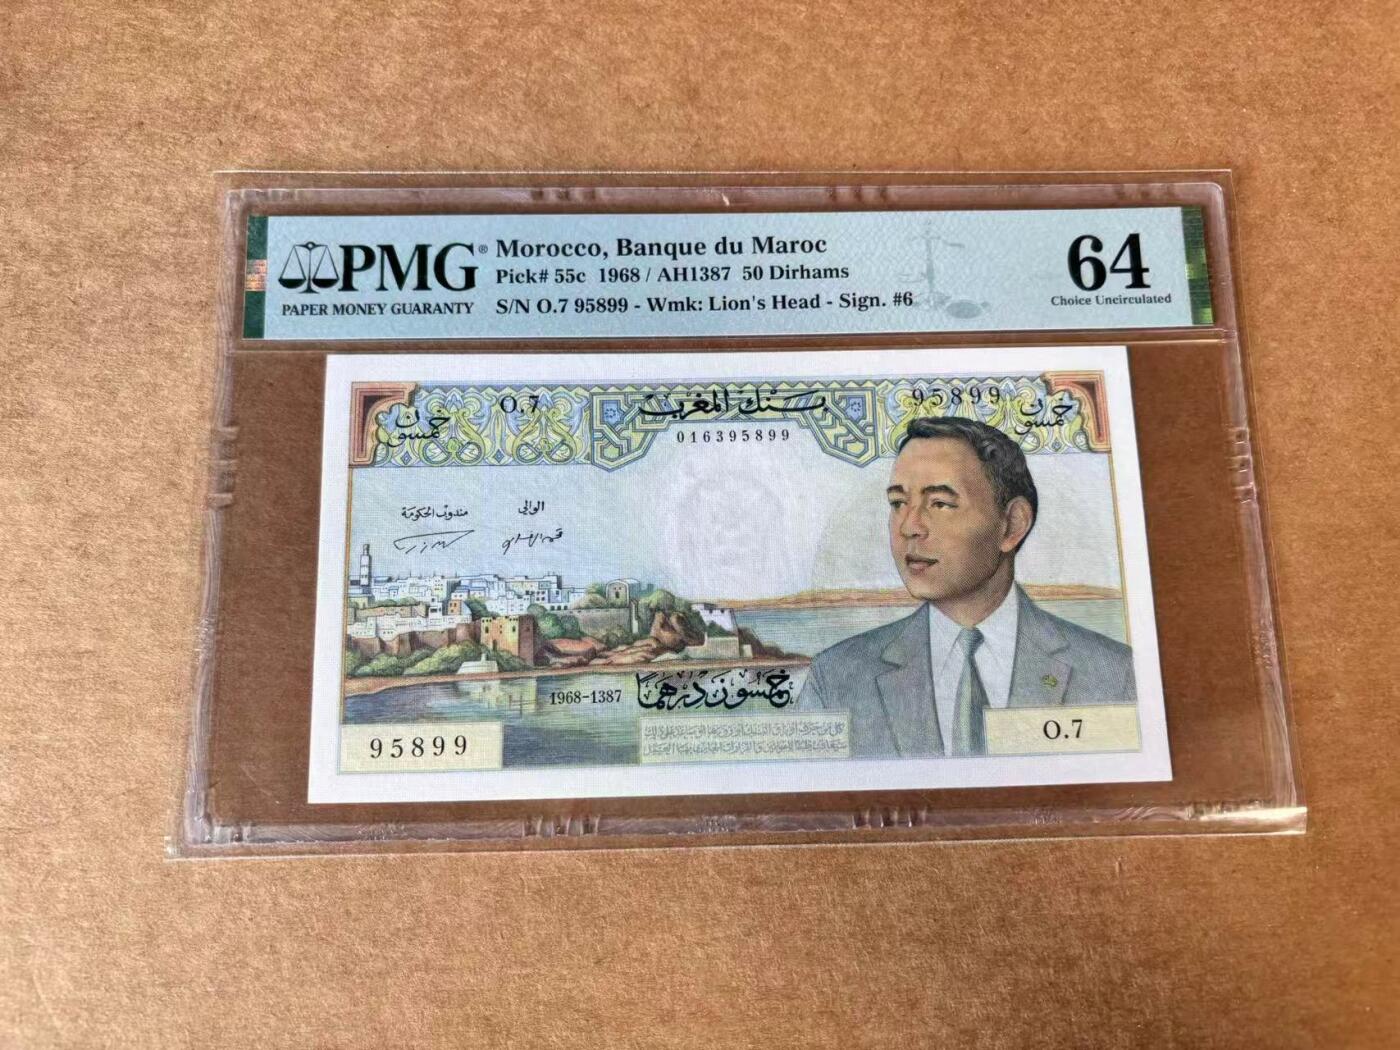 PMG®
PAPER MONEY GUARANTY
Morocco, Banque du Maroc
Pick# 55c 1968 / AH1387 50 Dirhams
S/N O.7 95899 - Wmk: Lion's Head - Sign. #6
64
Choice Uncirculated
O.7
بنك المغرب
95899
خمسون
خمسون
016395899
مندوب الحكومة
الوالي
1968-1387
خمسون درهما
95899
O.7